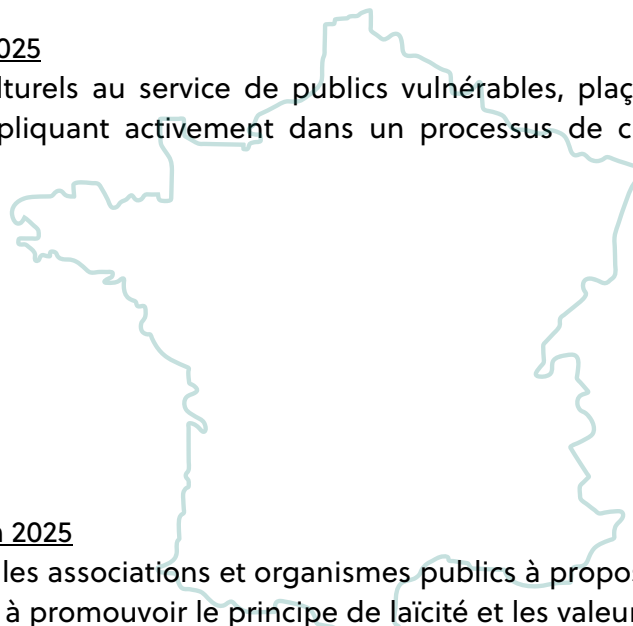 025
lturels au service de publics vulnérables, plaç
pliquant activement dans un processus de c
n 2025
les associations et organismes publics à propos
à promouvoir le principe de laïcité et les valeur